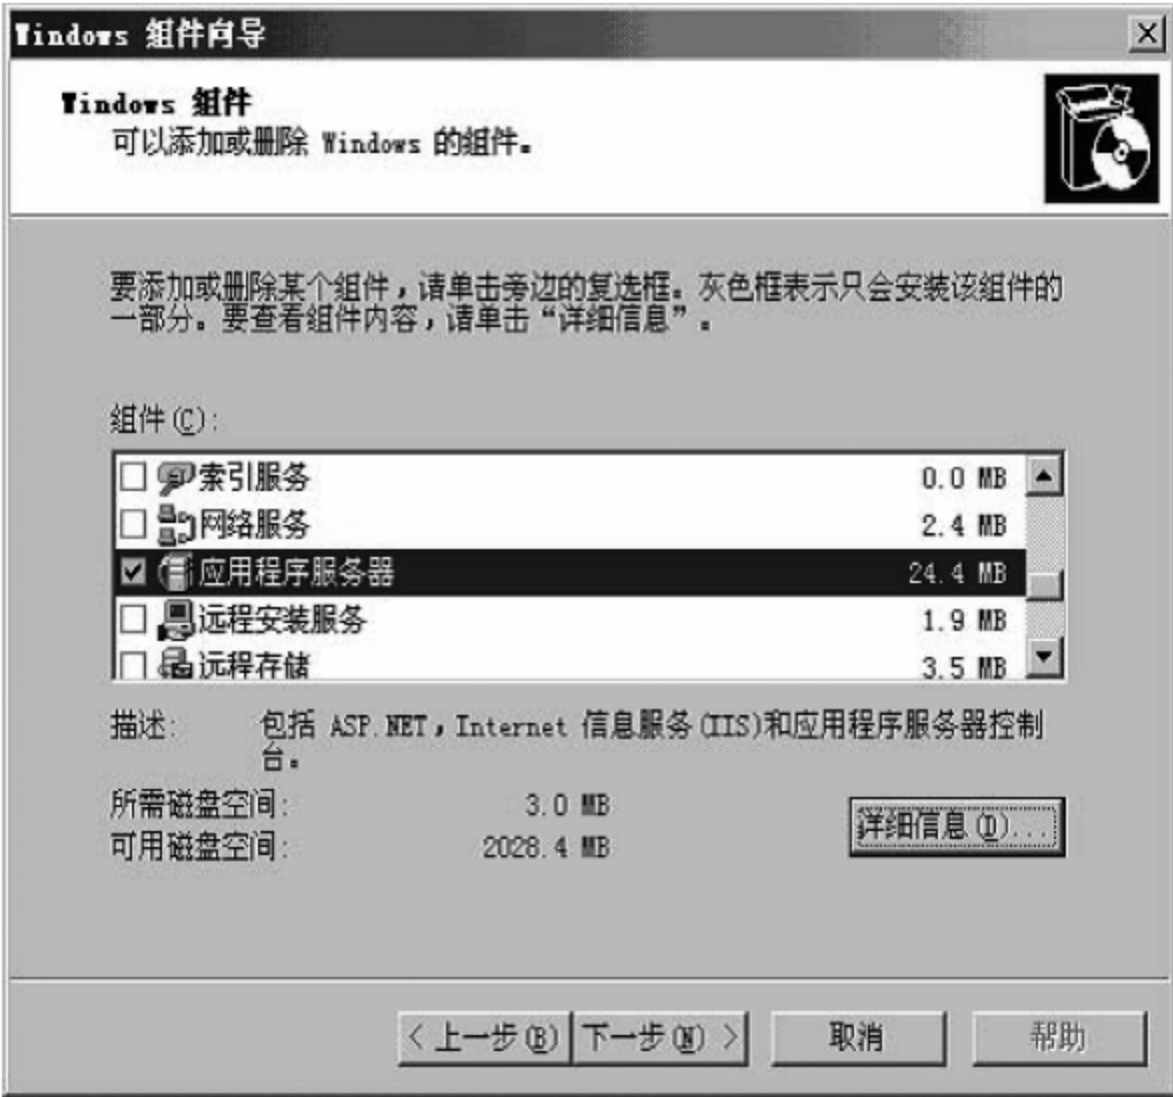 Windows 组件向导
Windows 组件
可以添加或删除 Windows 的组件。
要添加或删除某个组件，请单击旁边的复选框。灰色框表示只会安装该组件的
一部分。要查看组件内容，请单击“详细信息”。
组件(C):
索引服务 0.0 MB
网络服务 2.4 MB
应用程序服务器 24.4 MB
远程安装服务 1.9 MB
远程存储 3.5 MB
描述: 包括 ASP.NET，Internet 信息服务(IIS)和应用程序服务器控制
台。
所需磁盘空间: 3.0 MB
可用磁盘空间: 2028.4 MB
详细信息(D)...
< 上一步(B) 下一步(N) > 取消 帮助